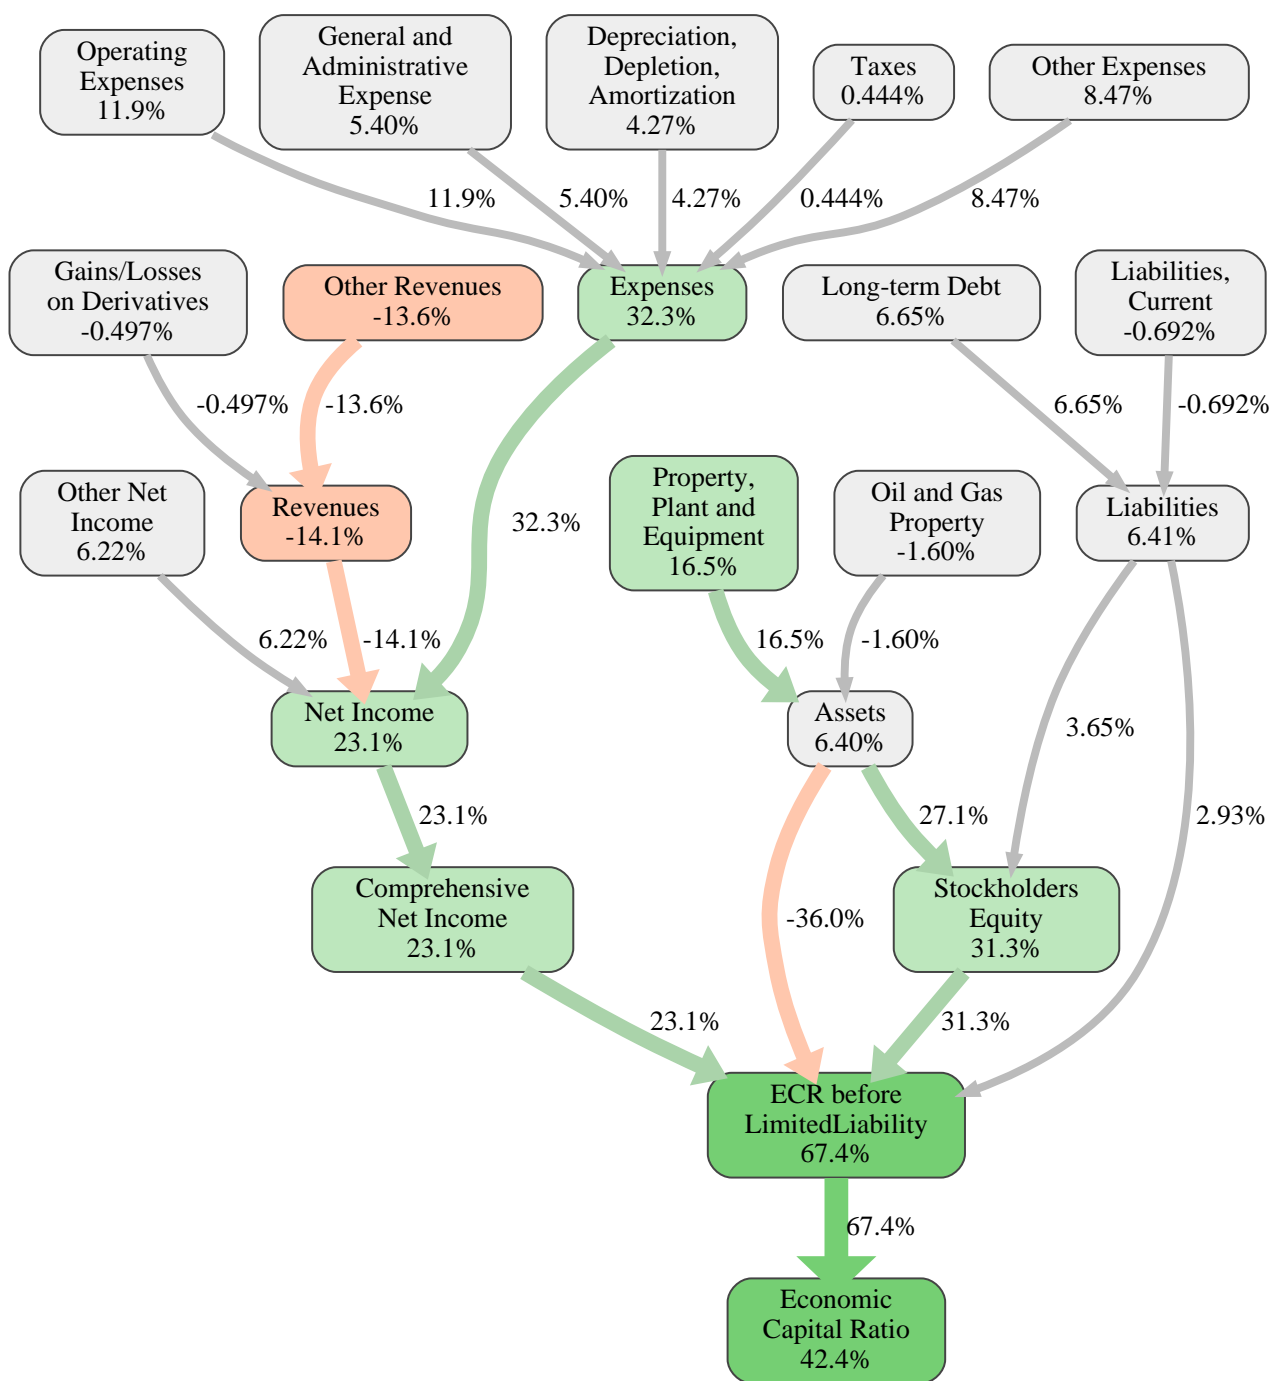 Operating
Expenses
11.9%
General and
Administrative
Expense
5.40%
Depreciation,
Depletion,
Amortization
4.27%
Taxes
0.444%
Other Expenses
8.47%
11.9%
5.40%
4.27%
0.444%
8.47%
Gains/Losses
on Derivatives
-0.497%
Other Revenues
-13.6%
Expenses
32.3%
Long-term Debt
6.65%
Liabilities,
Current
-0.692%
-0.497%
-13.6%
6.65%
-0.692%
Other Net
Income
6.22%
Revenues
-14.1%
32.3%
Property,
Plant and
Equipment
16.5%
Oil and Gas
Property
-1.60%
Liabilities
6.41%
6.22%
-14.1%
16.5%
-1.60%
Net Income
23.1%
Assets
6.40%
3.65%
23.1%
27.1%
2.93%
Comprehensive
Net Income
23.1%
-36.0%
Stockholders
Equity
31.3%
23.1%
31.3%
ECR before
LimitedLiability
67.4%
67.4%
Economic
Capital Ratio
42.4%